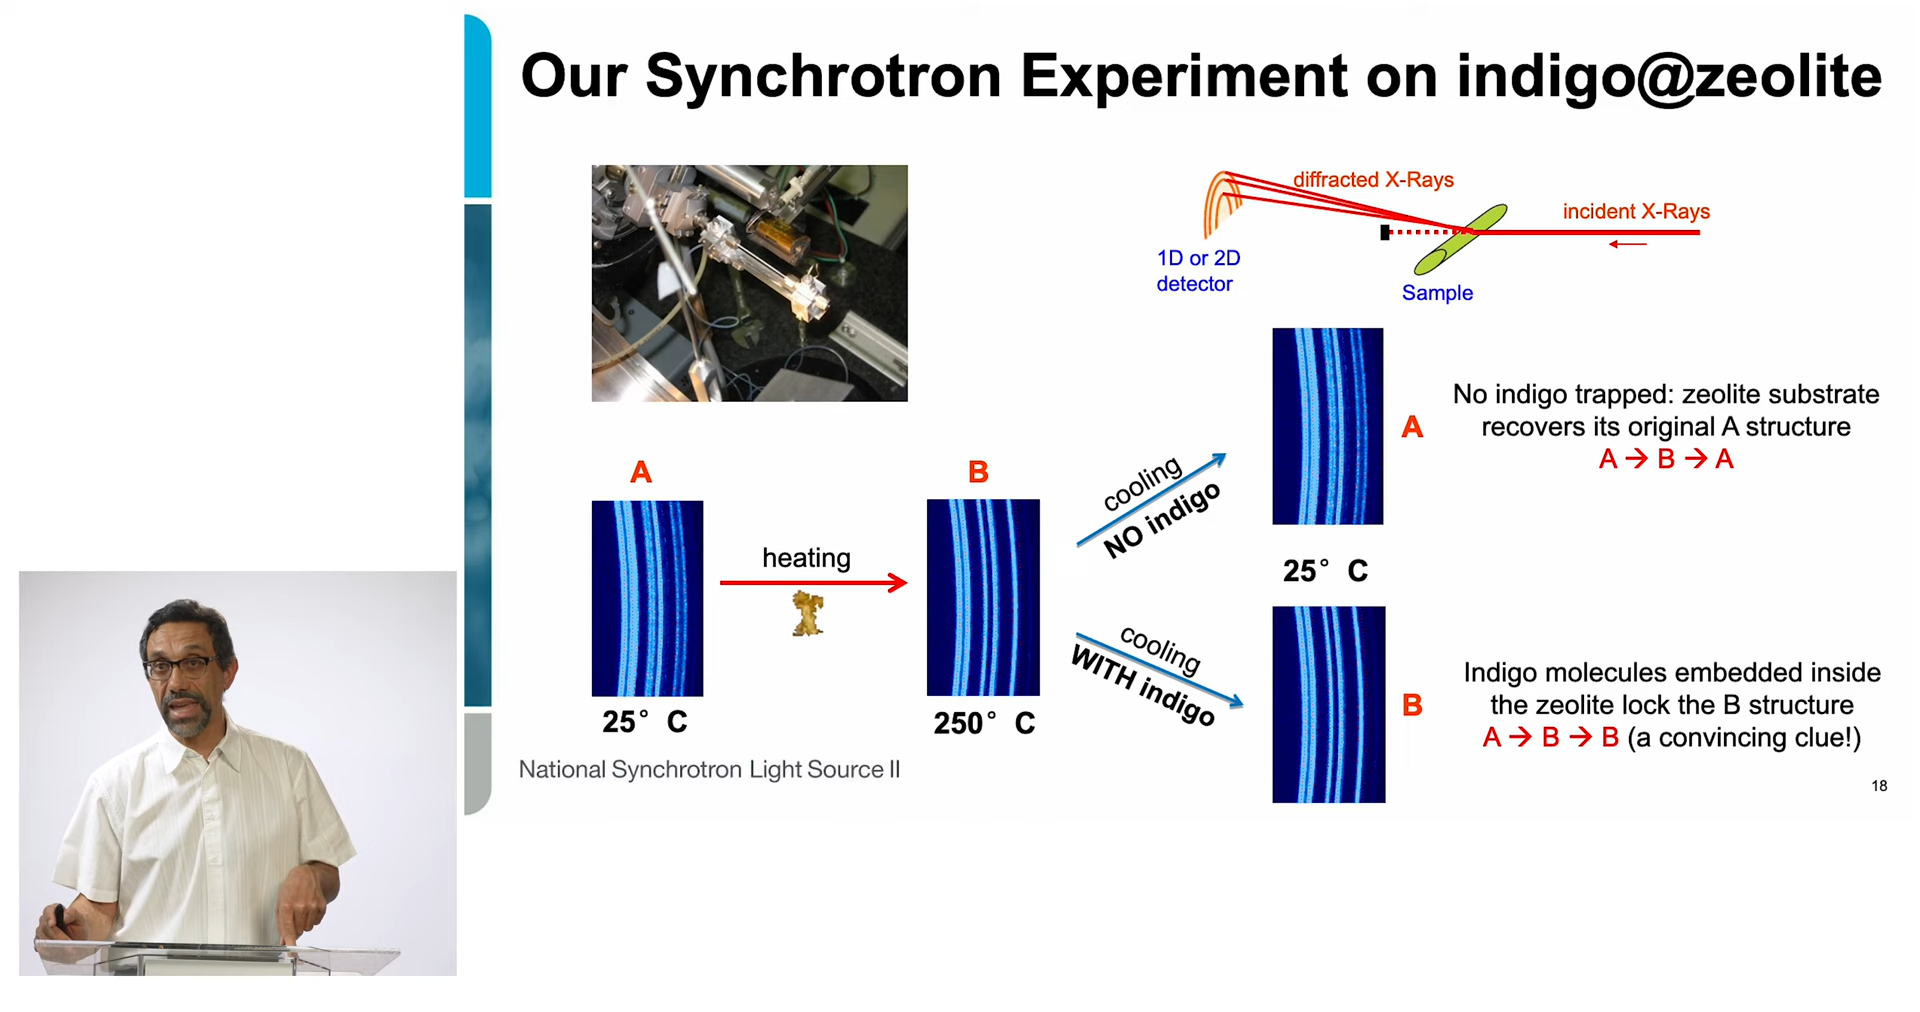 Our Synchrotron Experiment on indigo@zeolite
diffracted X-Rays
incident X-Rays
1D or 2D
detector
Sample
A
25° C
heating
B
250° C
cooling
NO indigo
A
No indigo trapped: zeolite substrate
recovers its original A structure
A → B → A
25° C
cooling
WITH indigo
B
Indigo molecules embedded inside
the zeolite lock the B structure
A → B → B (a convincing clue!)
National Synchrotron Light Source II
18